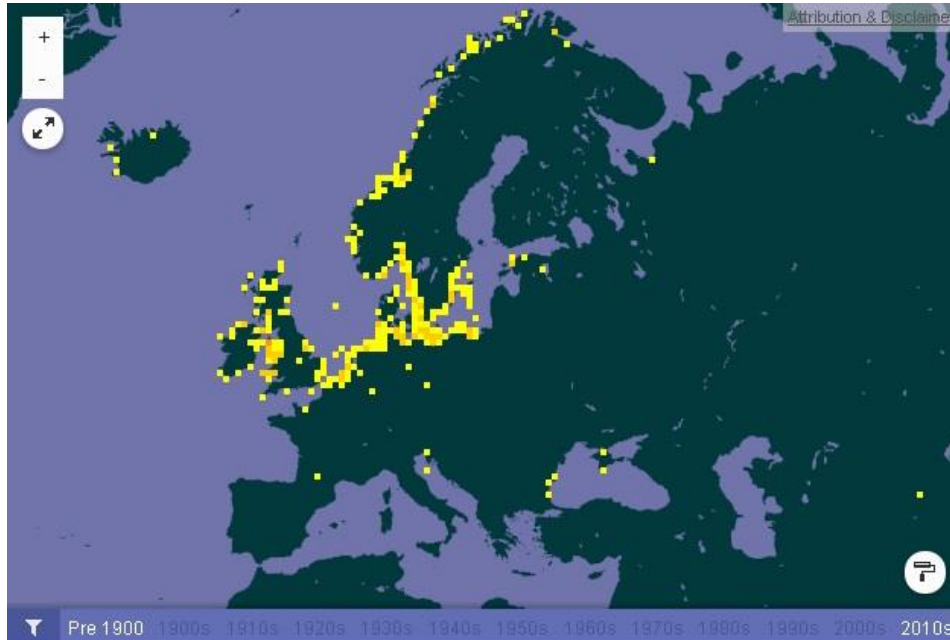 Attribution & Disclaime
+
-
Pre 1900 1900s 1910s 1920s 1930s 1940s 1950s 1960s 1970s 1980s 1990s 2000s 2010s